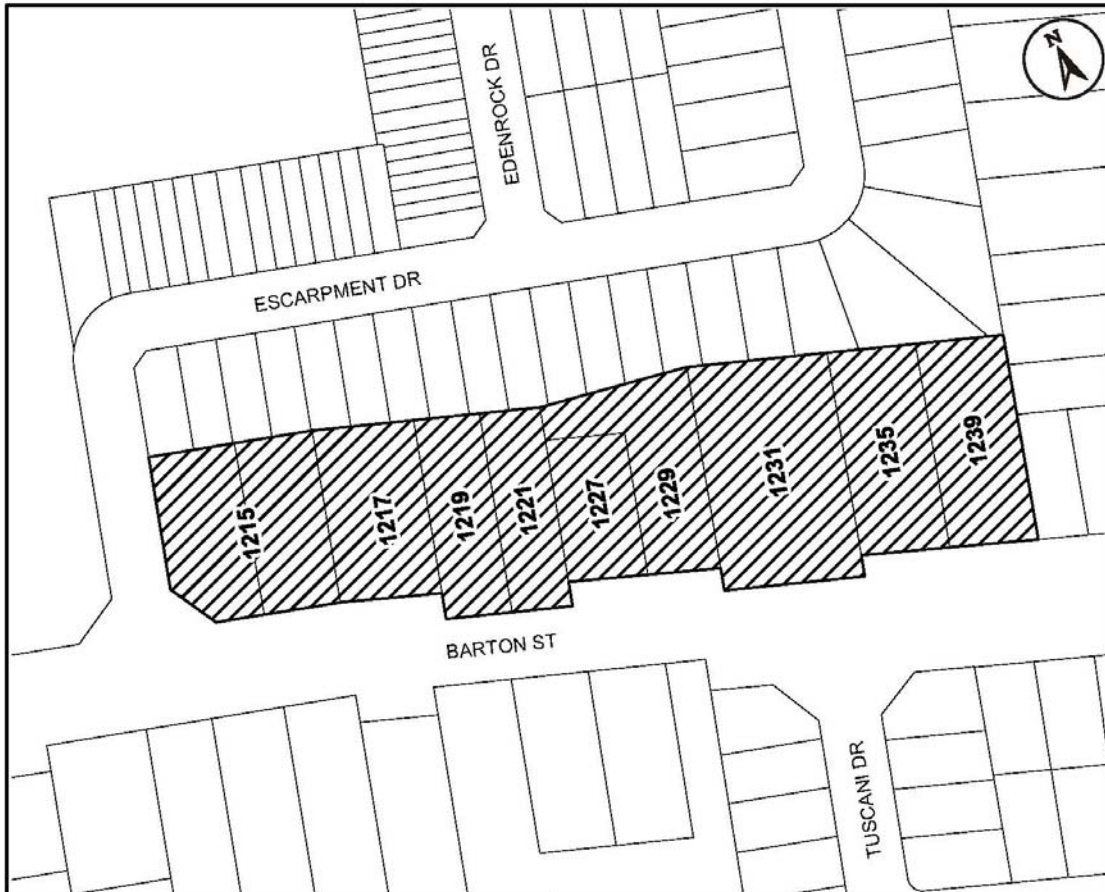 N
EDENROCK DR
ESCARPMENT DR
1215
1217
1219
1221
1227
1229
1231
1235
1239
BARTON ST
TUSCANI DR